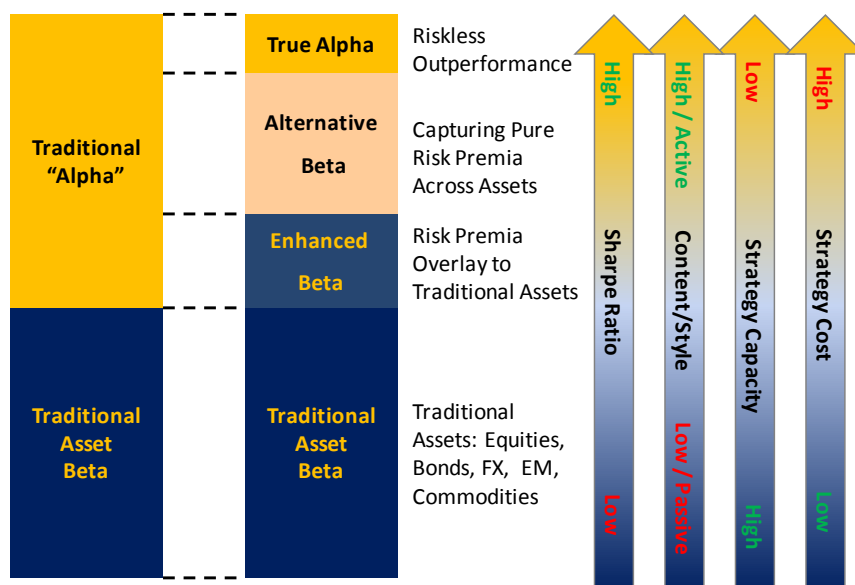 Traditional
“Alpha”
Traditional
Asset
Beta
True Alpha
Alternative
Beta
Enhanced
Beta
Traditional
Asset
Beta
Riskless
Outperformance
Capturing Pure
Risk Premia
Across Assets
Risk Premia
Overlay to
Traditional Assets
Traditional
Assets: Equities,
Bonds, FX, EM,
Commodities
High
Sharpe Ratio
Low
High / Active
Content/Style
Low / Passive
Low
Strategy Capacity
High
High
Strategy Cost
Low